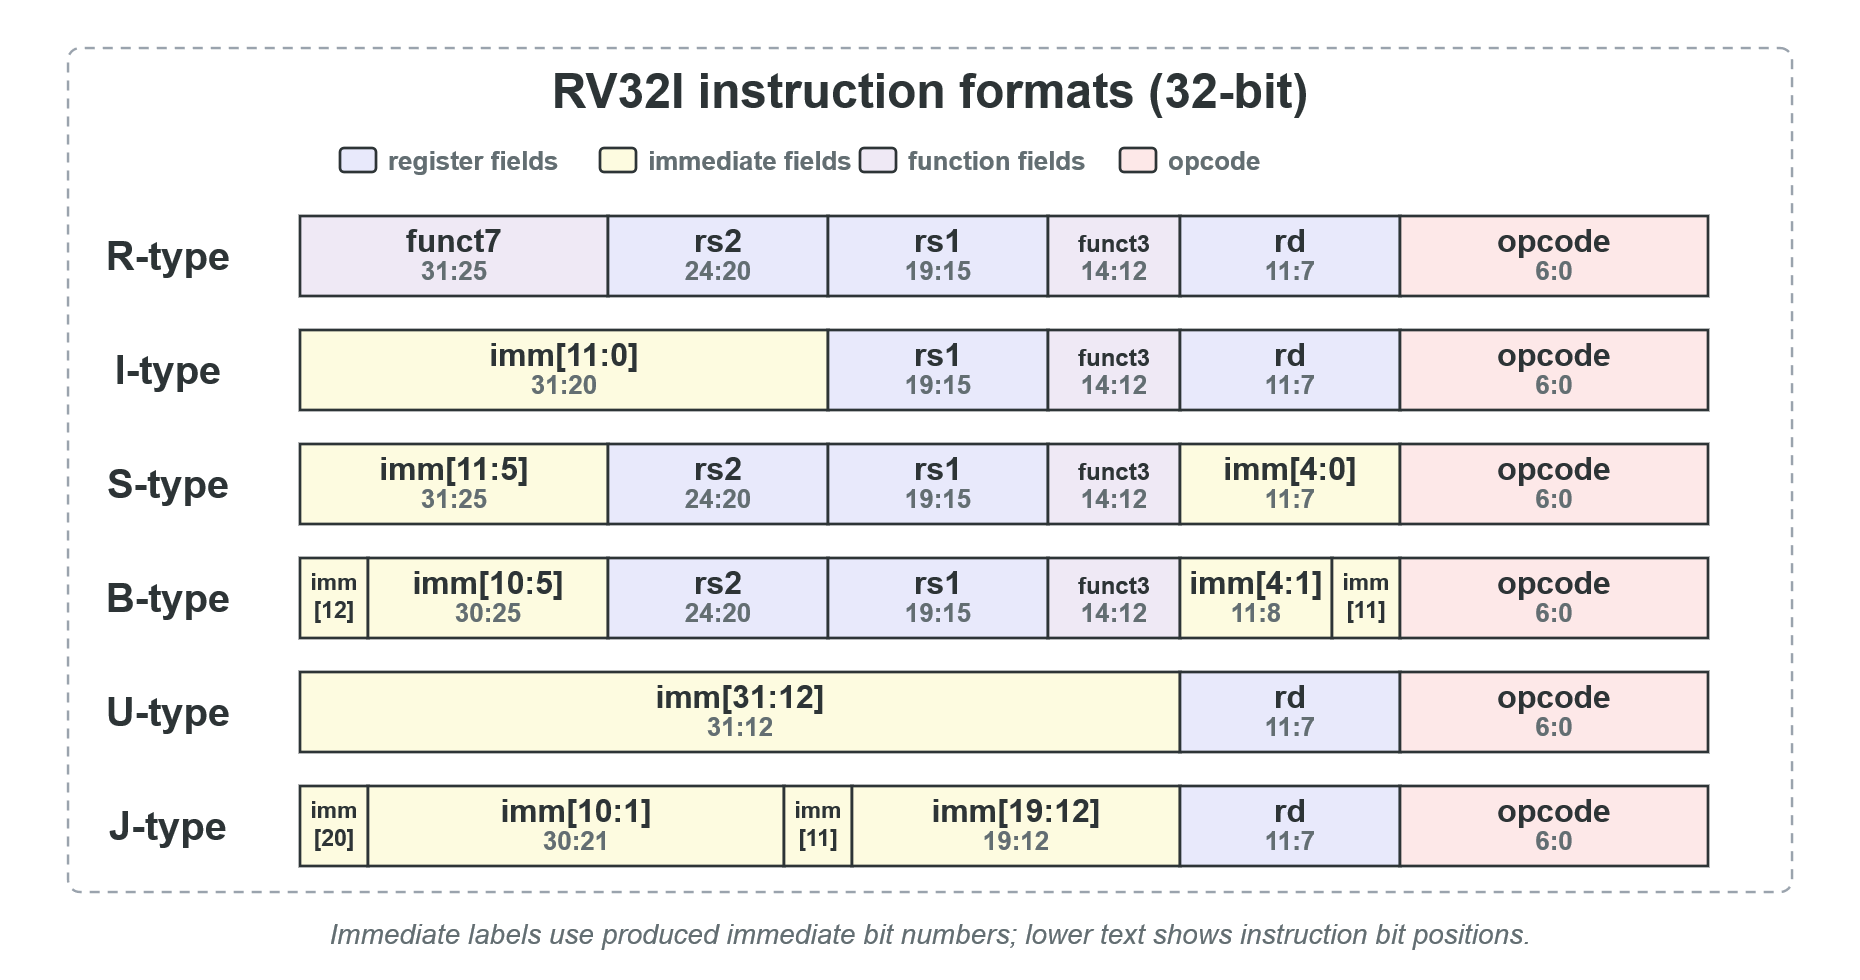 RV32I instruction formats (32-bit)
register fields immediate fields function fields opcode
R-type funct7 rs2 rs1 funct3 rd opcode
31:25 24:20 19:15 14:12 11:7 6:0
I-type imm[11:0] rs1 funct3 rd opcode
31:20 19:15 14:12 11:7 6:0
S-type imm[11:5] rs2 rs1 funct3 imm[4:0] opcode
31:25 24:20 19:15 14:12 11:7 6:0
B-type imm imm[10:5] rs2 rs1 funct3 imm[4:1] imm opcode
[12] 30:25 24:20 19:15 14:12 11:8 [11] 6:0
U-type imm[31:12] rd opcode
31:12 11:7 6:0
J-type imm imm[10:1] imm imm[19:12] rd opcode
[20] 30:21 [11] 19:12 11:7 6:0
Immediate labels use produced immediate bit numbers; lower text shows instruction bit positions.